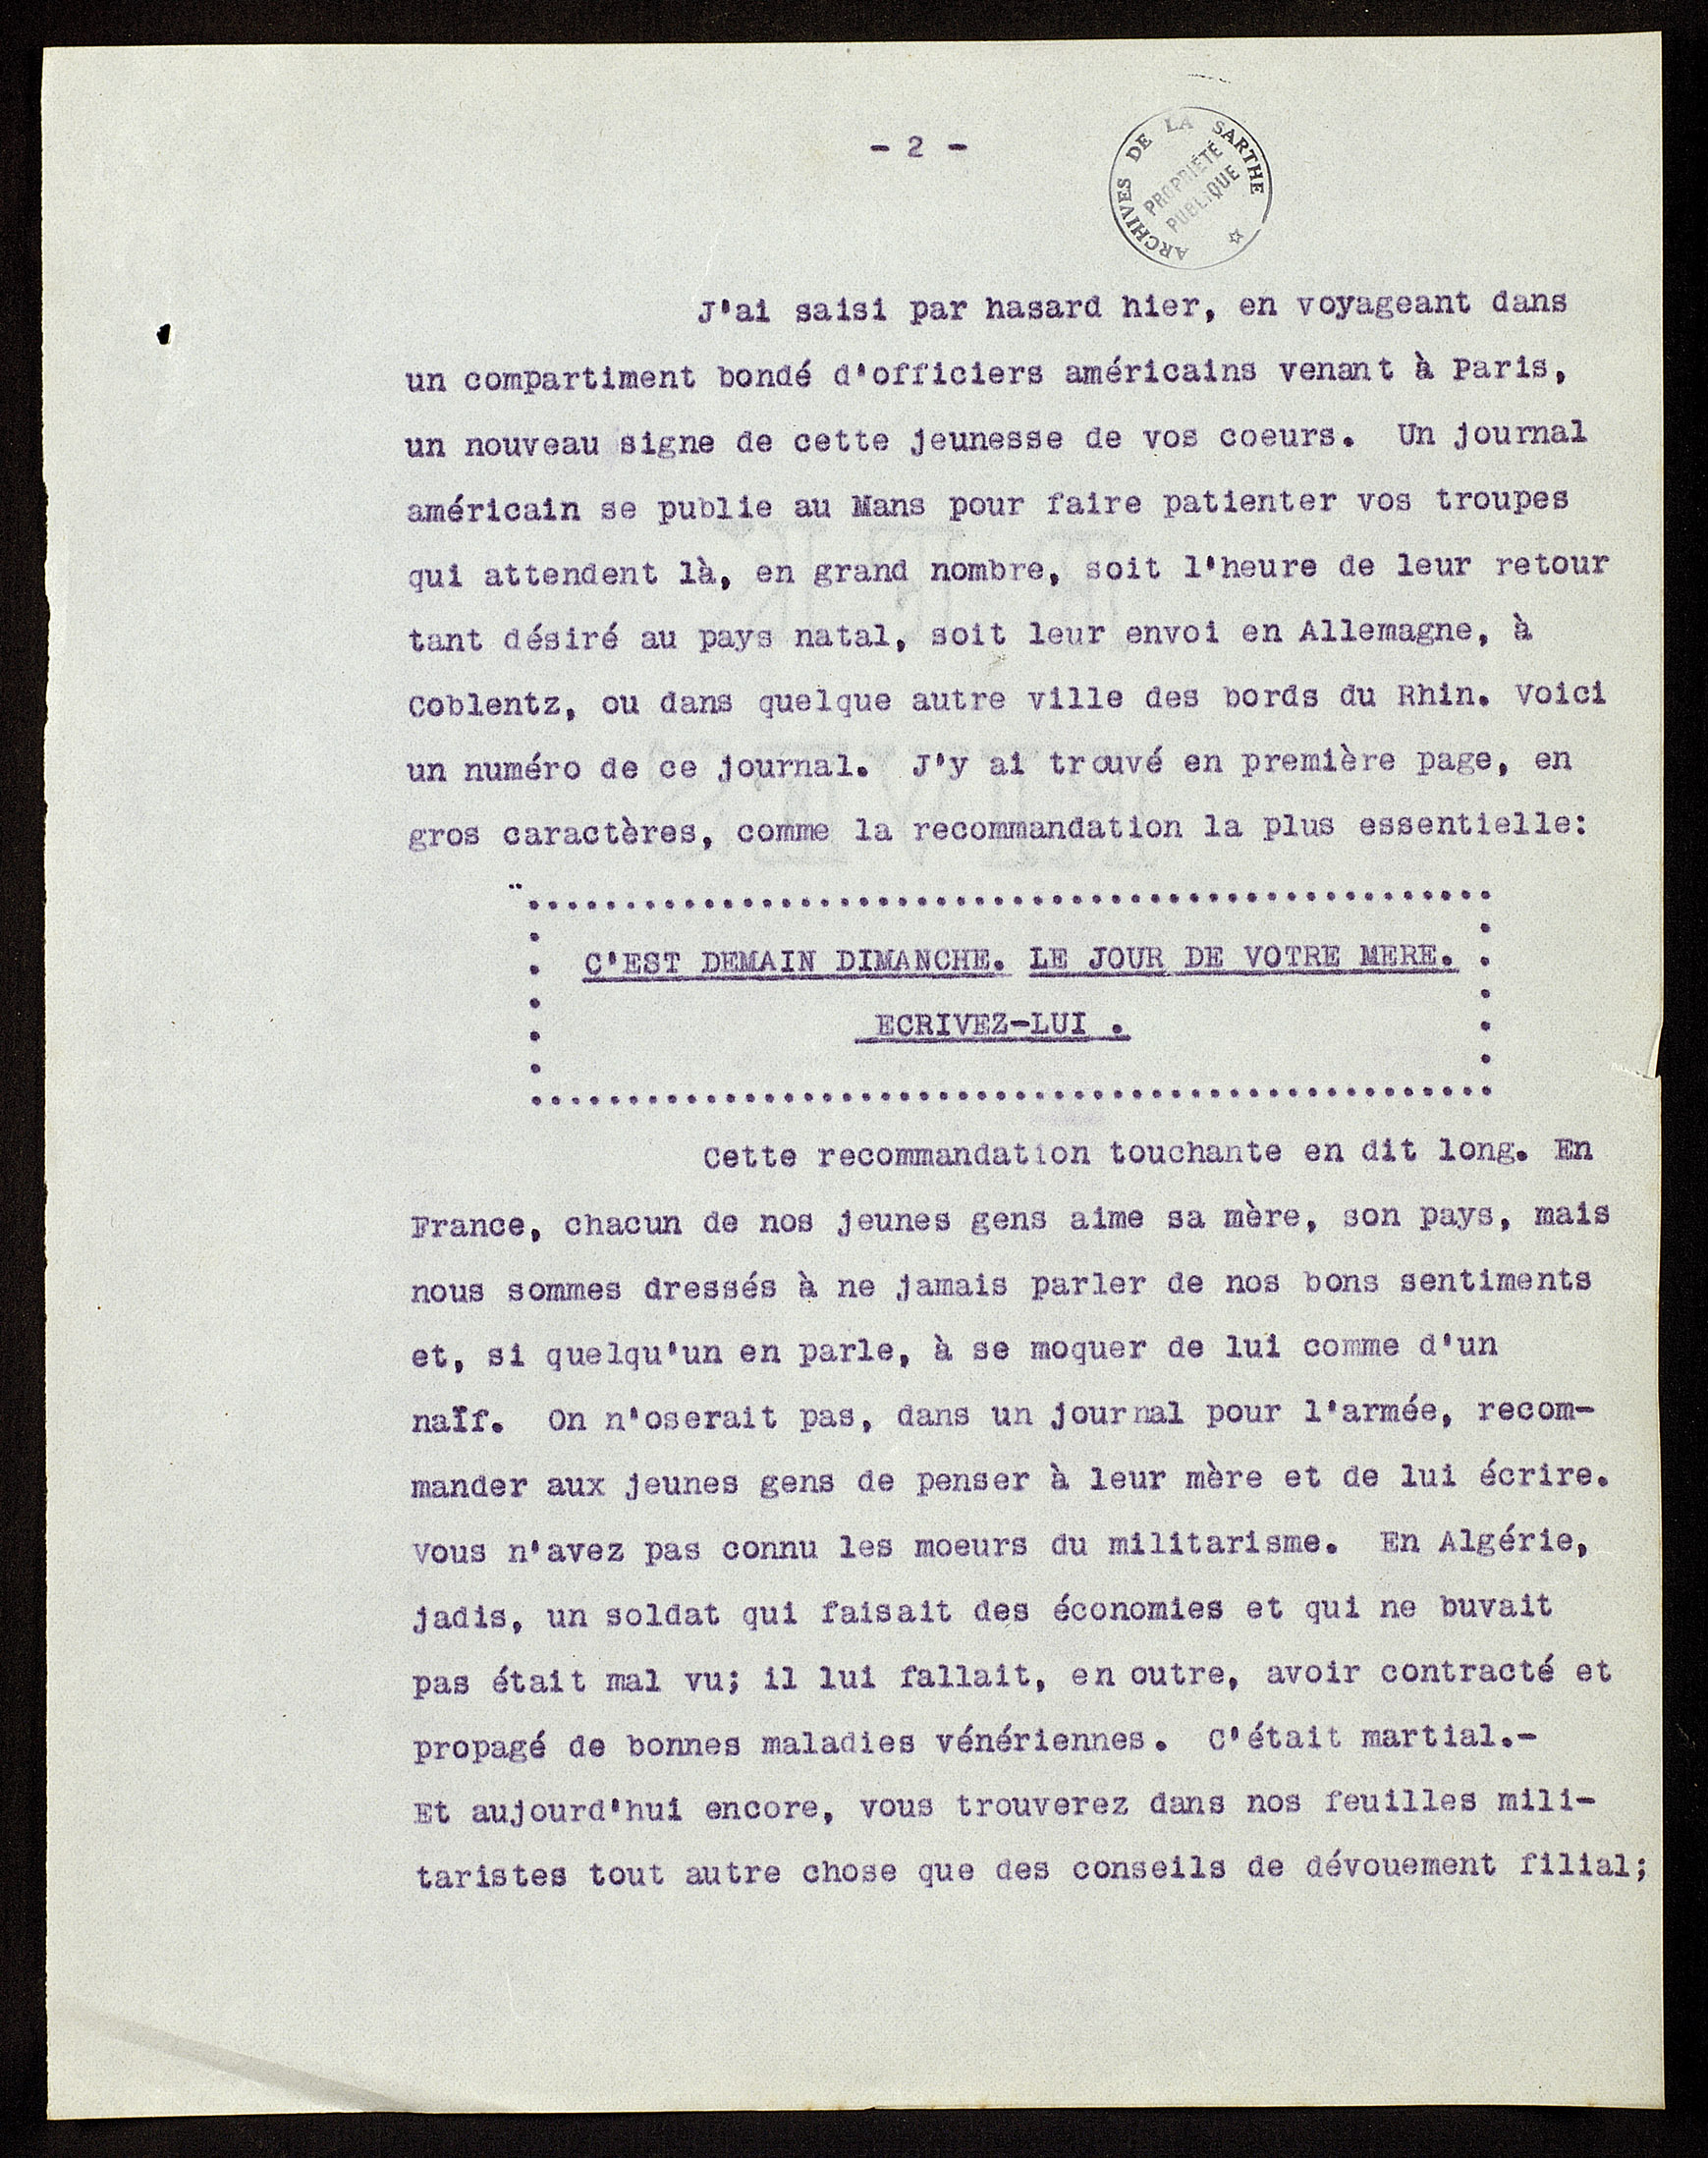 - 2 -
ARCHIVES DE LA SARTHE
PROPRIÉTÉ
PUBLIQUE
J'ai saisi par hasard hier, en voyageant dans
un compartiment bondé d'officiers américains venant à Paris,
un nouveau signe de cette jeunesse de vos coeurs. Un journal
américain se publie au Mans pour faire patienter vos troupes
qui attendent là, en grand nombre, soit l'heure de leur retour
tant désiré au pays natal, soit leur envoi en Allemagne, à
Coblentz, ou dans quelque autre ville des bords du Rhin. Voici
un numéro de ce journal. J'y ai trouvé en première page, en
gros caractères, comme la recommandation la plus essentielle:
C'EST DEMAIN DIMANCHE. LE JOUR DE VOTRE MERE.
ECRIVEZ-LUI .
Cette recommandation touchante en dit long. En
France, chacun de nos jeunes gens aime sa mère, son pays, mais
nous sommes dressés à ne jamais parler de nos bons sentiments
et, si quelqu'un en parle, à se moquer de lui comme d'un
naïf. On n'oserait pas, dans un journal pour l'armée, recom-
mander aux jeunes gens de penser à leur mère et de lui écrire.
Vous n'avez pas connu les moeurs du militarisme. En Algérie,
jadis, un soldat qui faisait des économies et qui ne buvait
pas était mal vu; il lui fallait, en outre, avoir contracté et
propagé de bonnes maladies vénériennes. C'était martial.-
Et aujourd'hui encore, vous trouverez dans nos feuilles mili-
taristes tout autre chose que des conseils de dévouement filial;